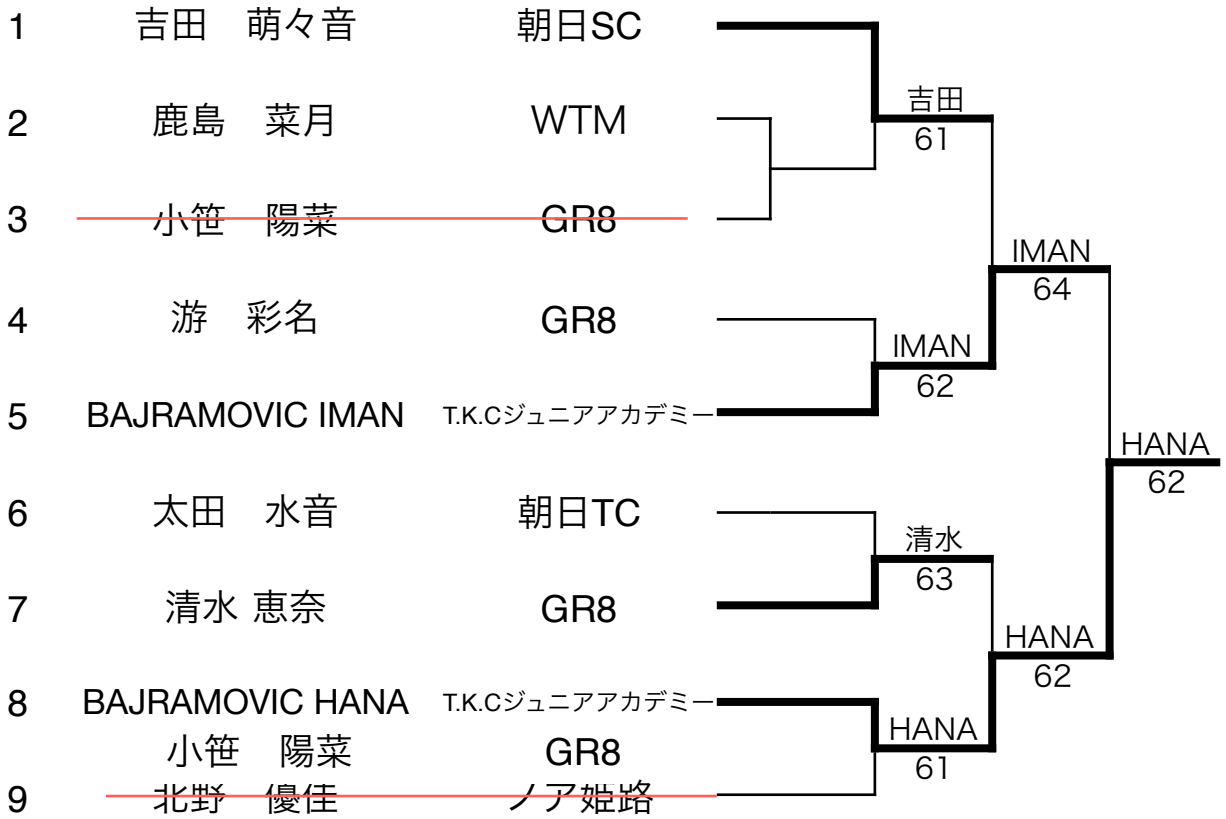 1 吉田 萌々音 朝日SC
吉田
2 鹿島 菜月 WTM
61
3 小笹 陽菜 GR8
IMAN
64
4 游 彩名 GR8
IMAN
62
5 BAJRAMOVIC IMAN T.K.Cジュニアアカデミー
HANA
62
6 太田 水音 朝日TC
清水
63
7 清水 恵奈 GR8
HANA
62
8 BAJRAMOVIC HANA T.K.Cジュニアアカデミー
HANA
小笹 陽菜 GR8
61
9 北野 優佳 ノア姫路